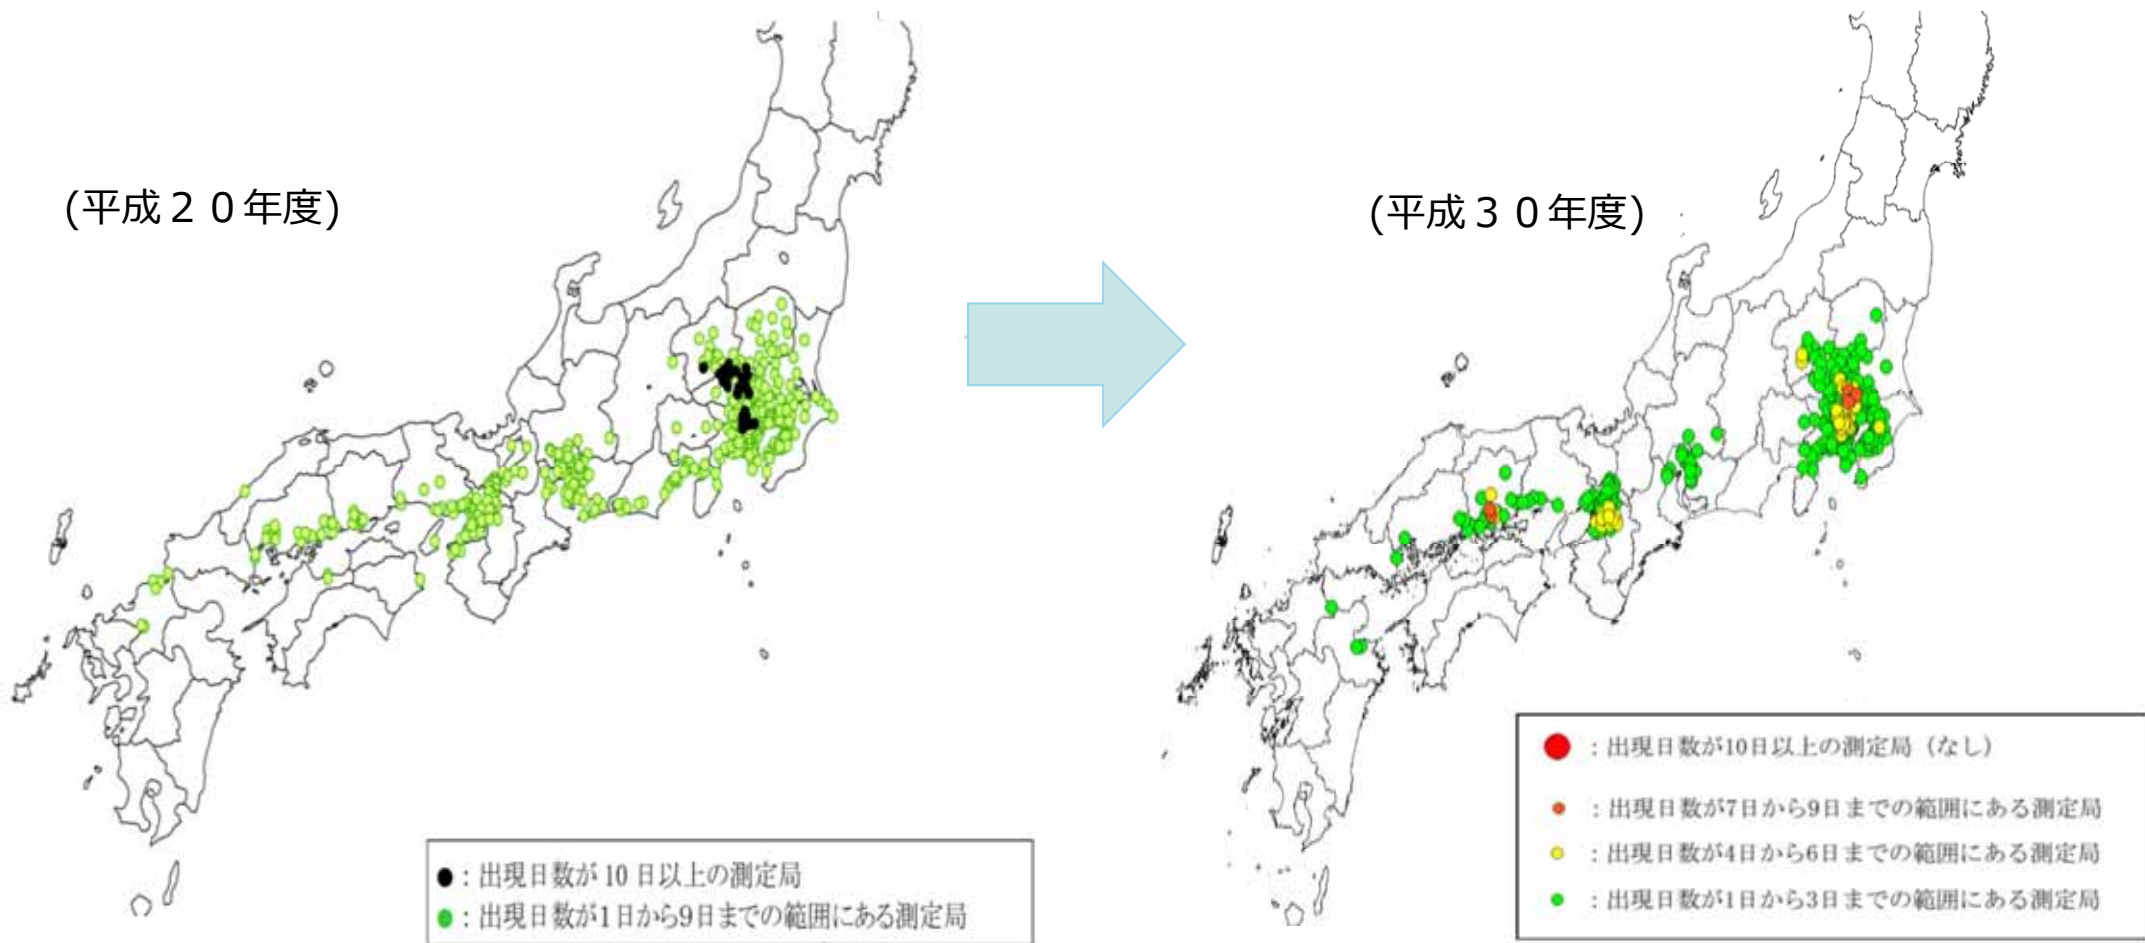 (平成２０年度)
(平成３０年度)
●：出現日数が 10 日以上の測定局
●：出現日数が1日から9日までの範囲にある測定局
●：出現日数が10日以上の測定局（なし）
●：出現日数が7日から9日までの範囲にある測定局
●：出現日数が4日から6日までの範囲にある測定局
●：出現日数が1日から3日までの範囲にある測定局